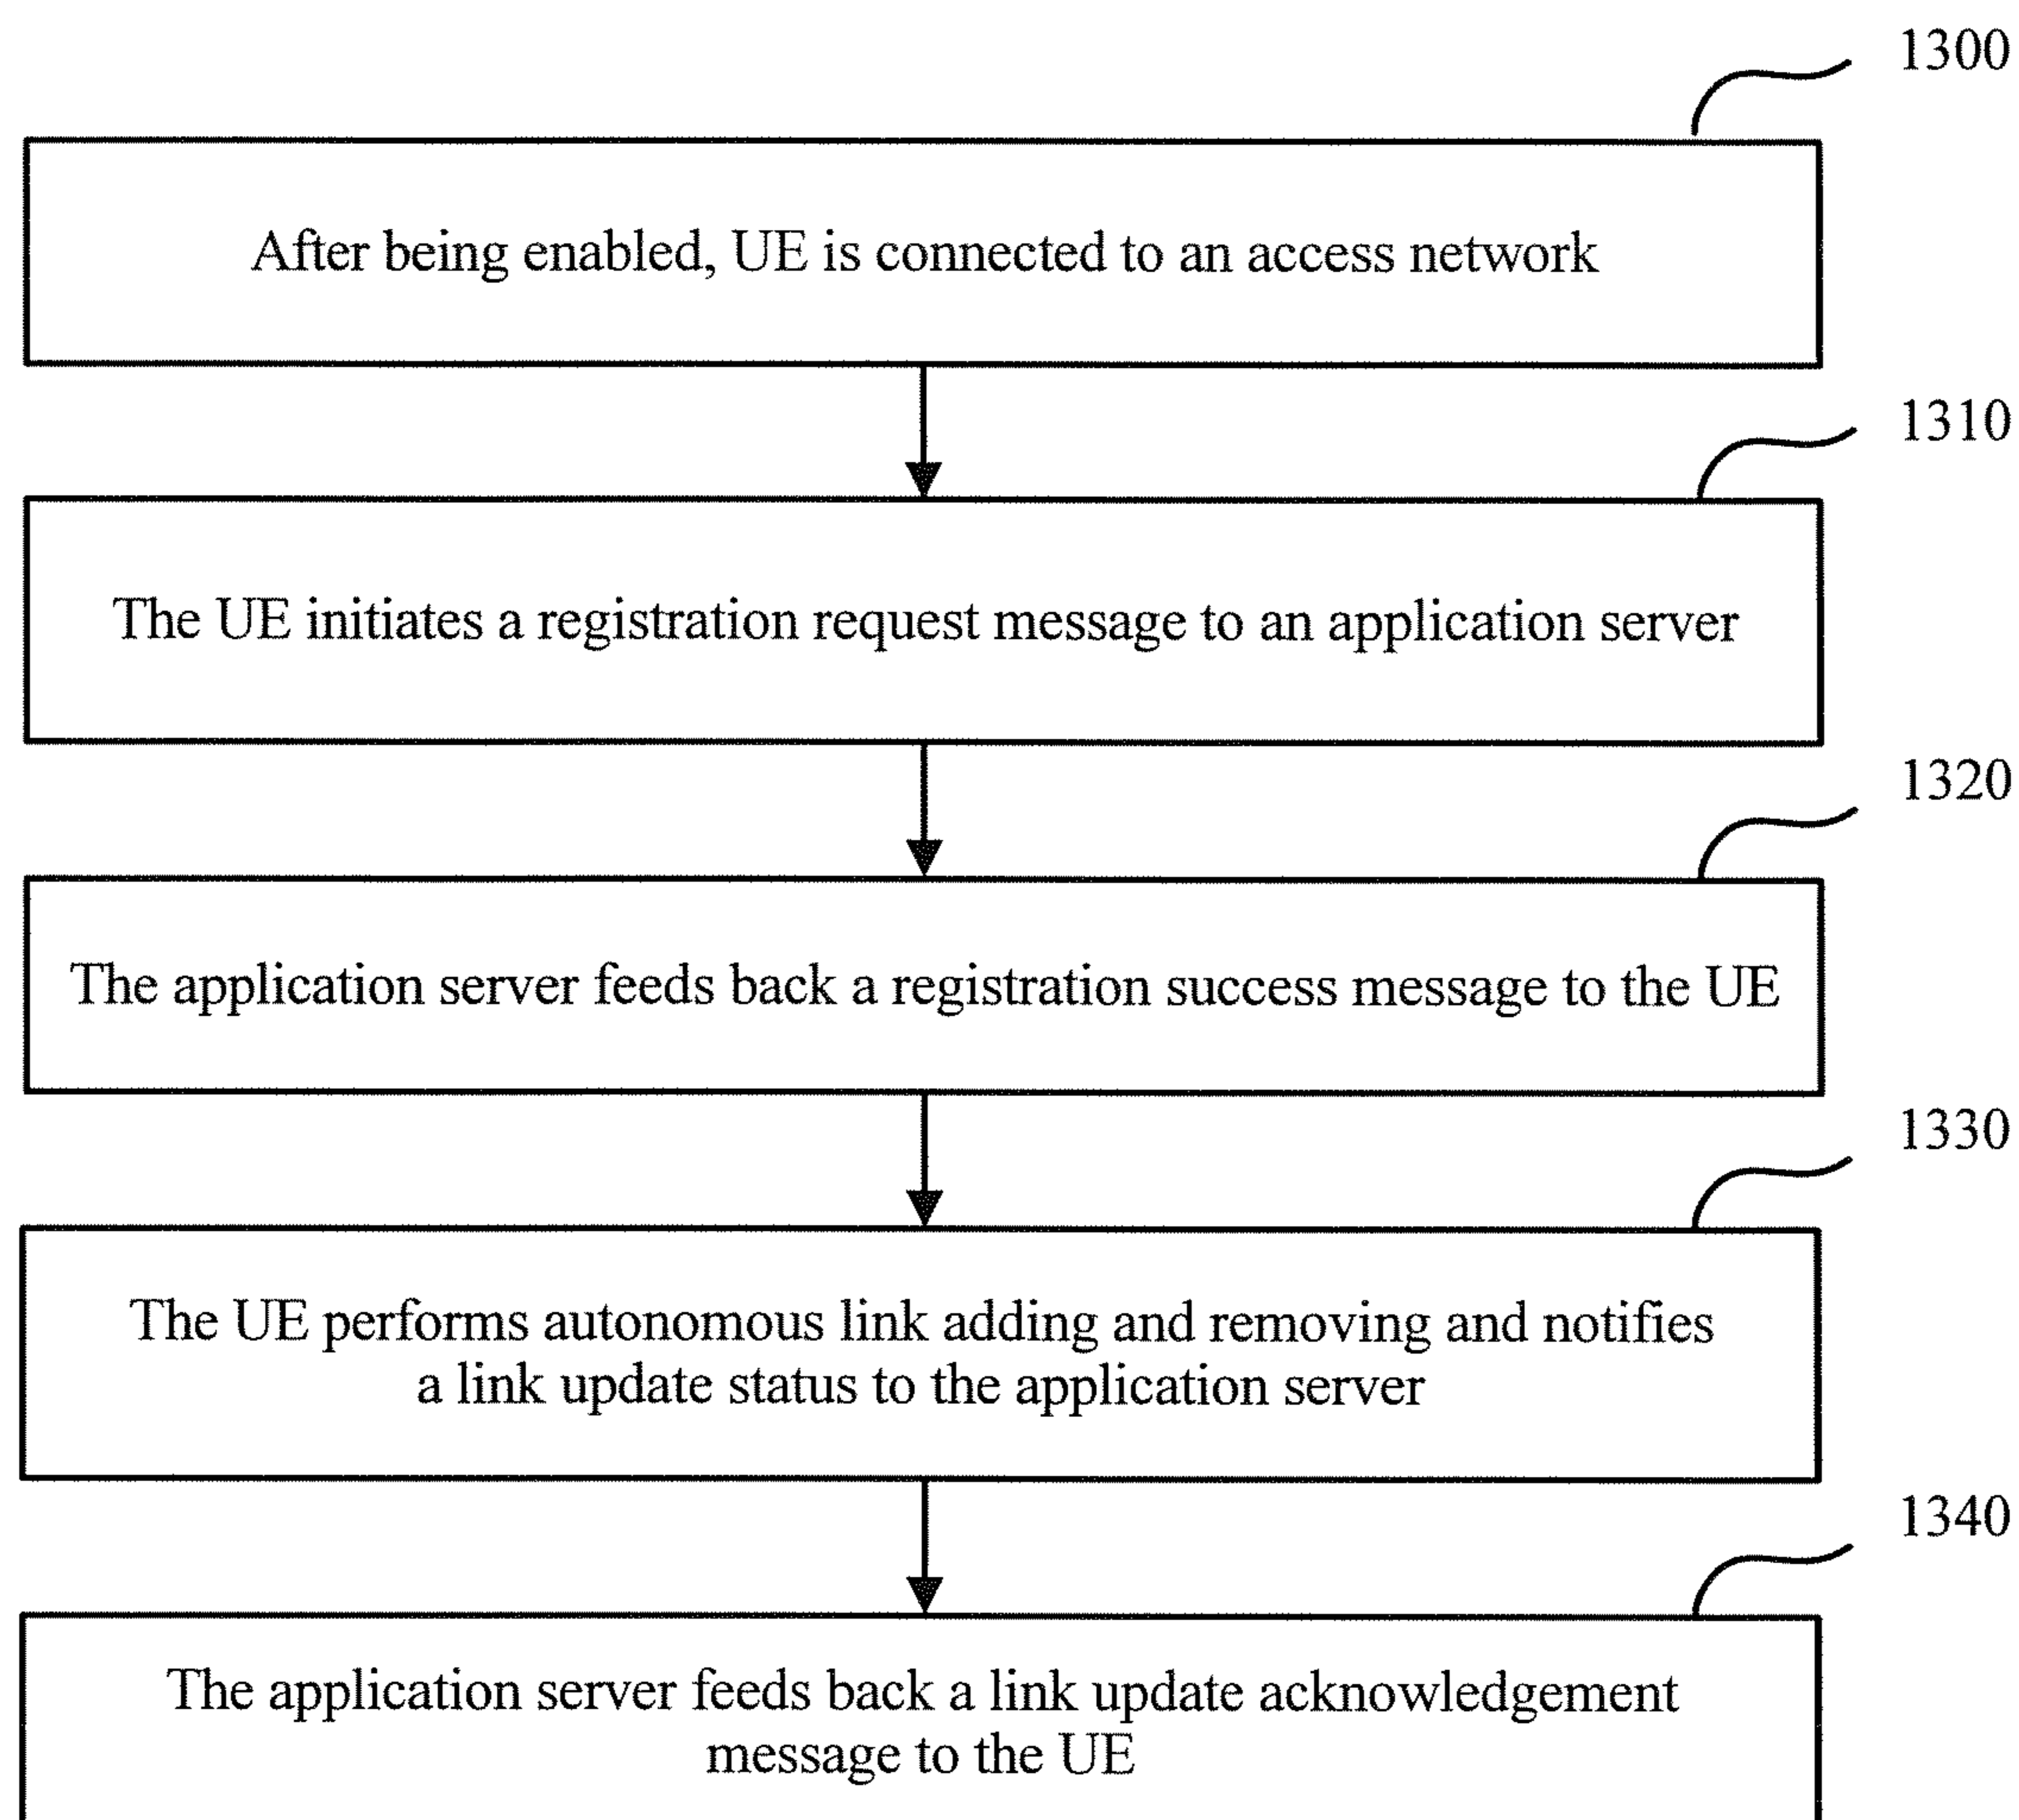 1300
After being enabled, UE is connected to an access network
1310
The UE initiates a registration request message to an application server
1320
The application server feeds back a registration success message to the UE
1330
The UE performs autonomous link adding and removing and notifies
a link update status to the application server
1340
The application server feeds back a link update acknowledgement
message to the UE